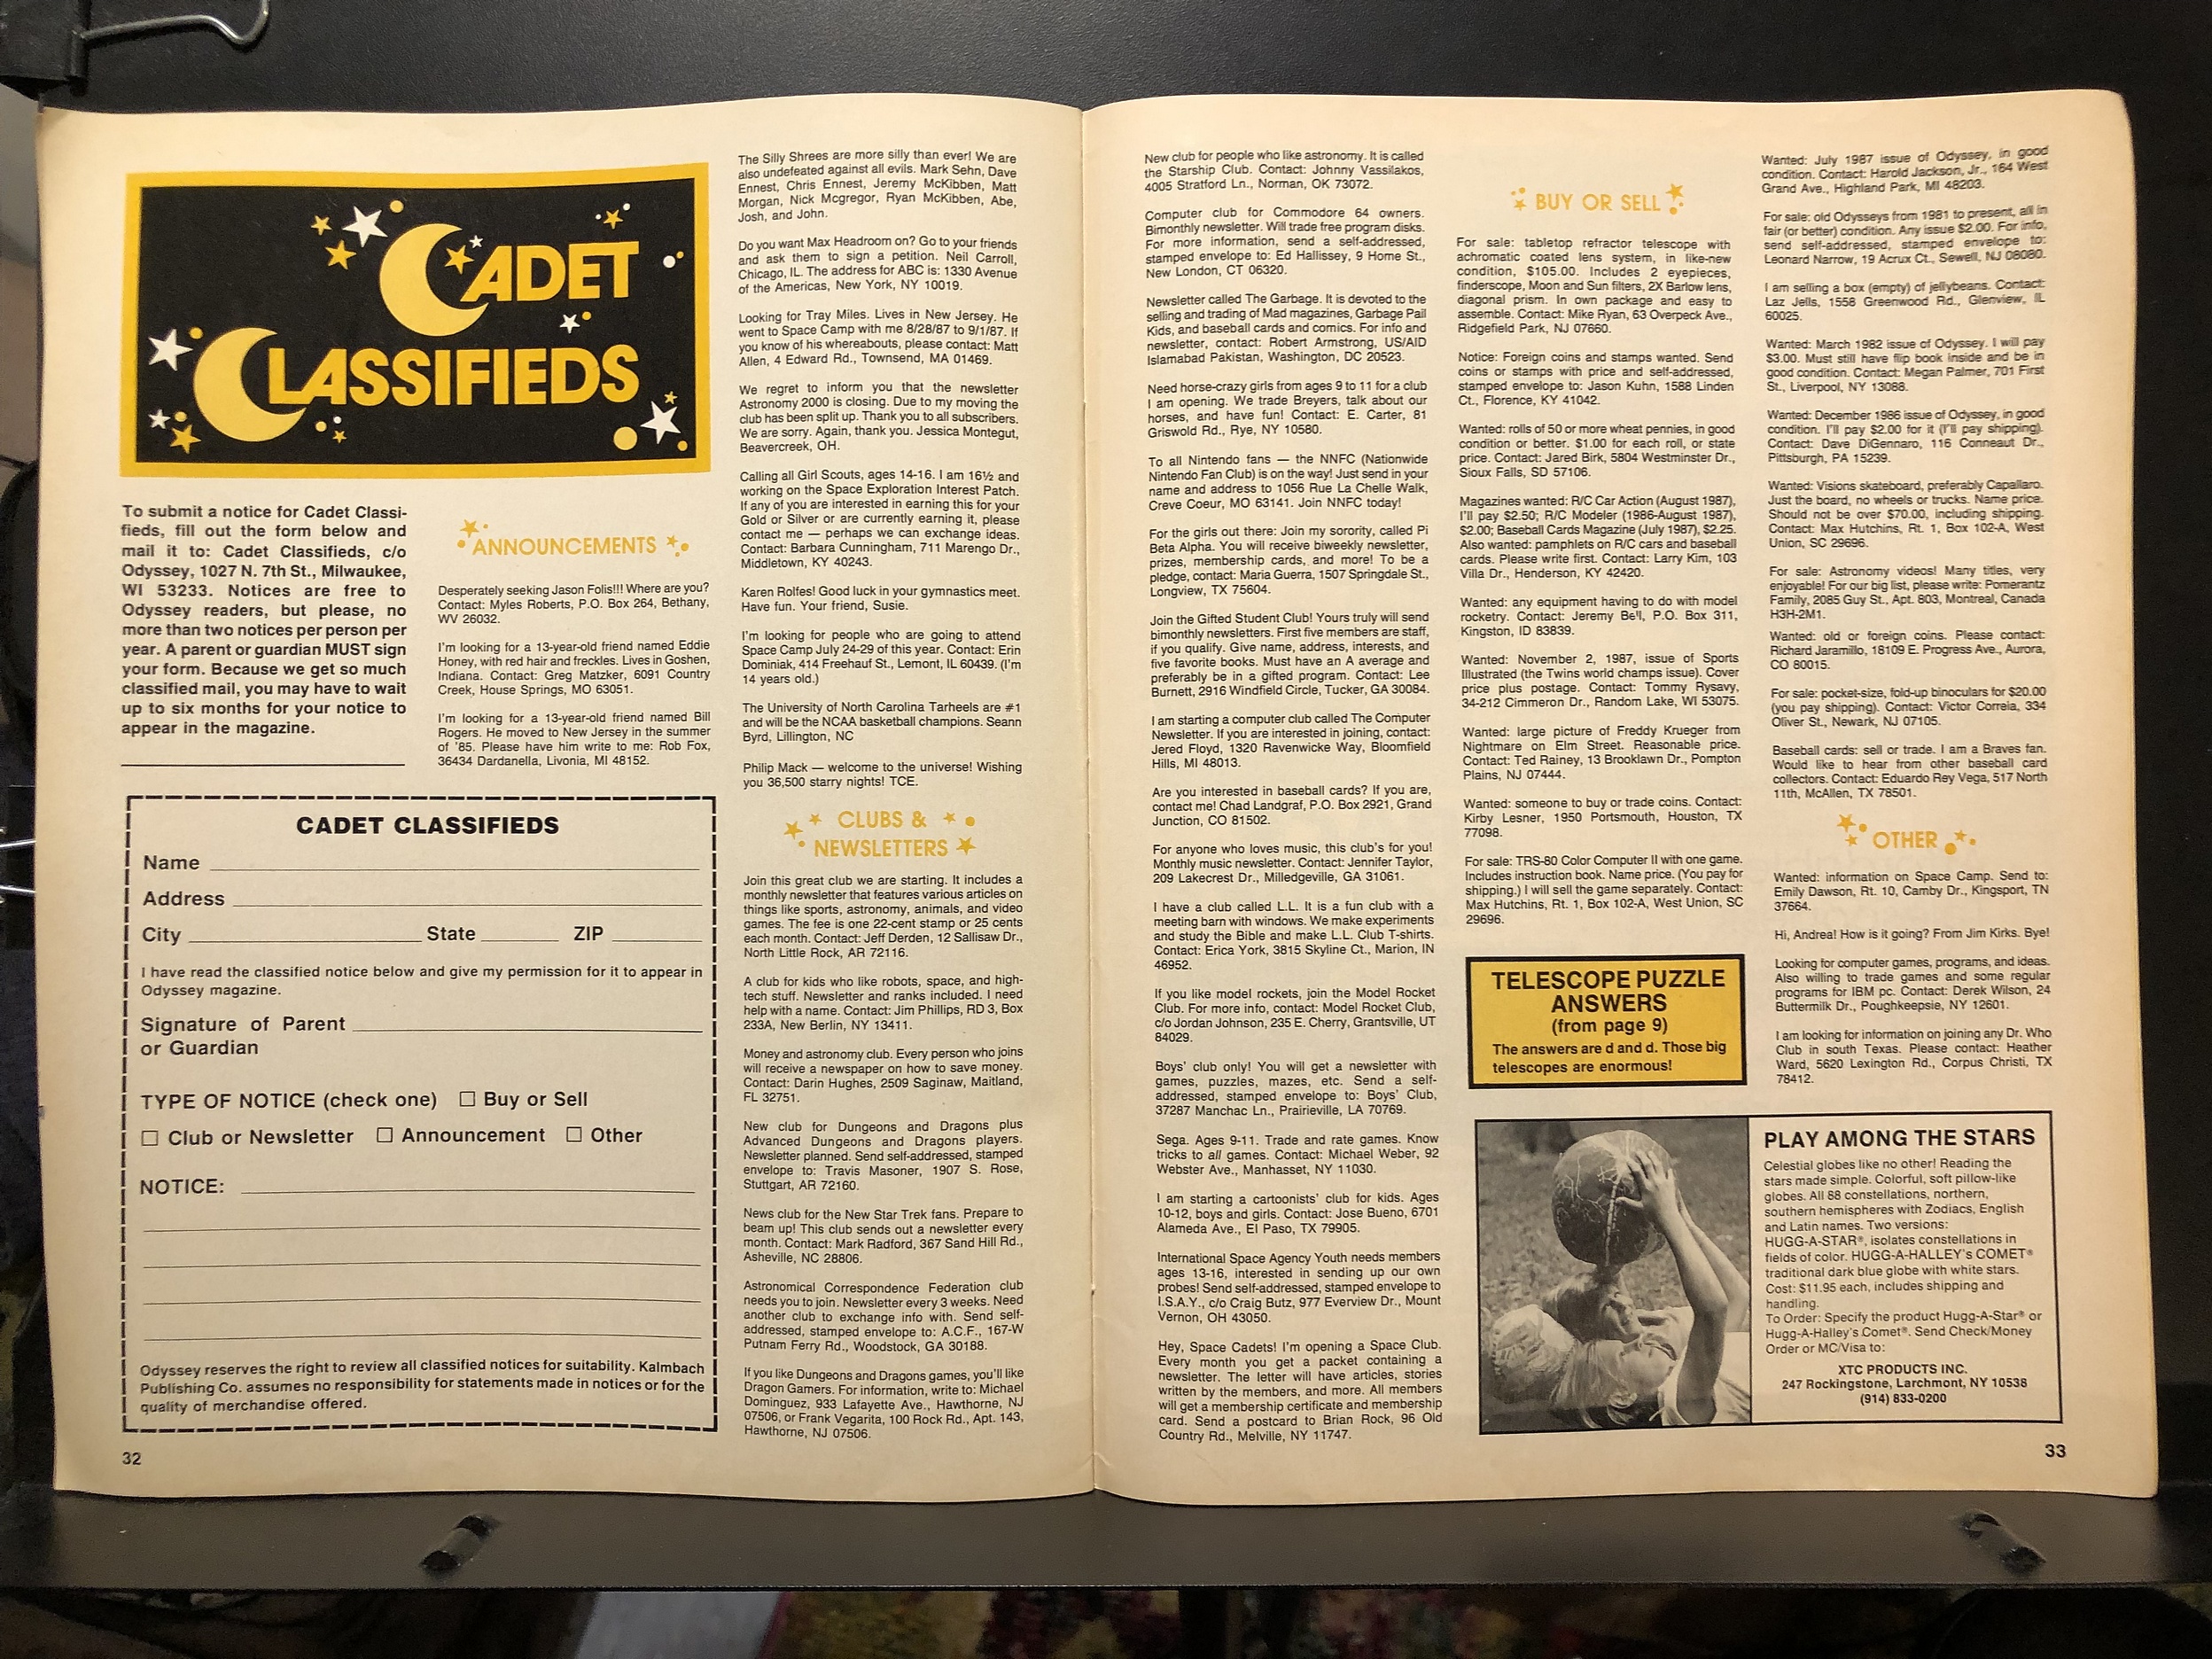 CADET
CLASSIFIEDS
To submit a notice for Cadet Classi-
fieds, fill out the form below and
mail it to: Cadet Classifieds, c/o
Odyssey, 1027 N. 7th St., Milwaukee,
WI 53233. Notices are free to
Odyssey readers, but please, no
more than two notices per person per
year. A parent or guardian MUST sign
your form. Because we get so much
classified mail, you may have to wait
up to six months for your notice to
appear in the magazine.
ANNOUNCEMENTS
Desperately seeking Jason Folis!!! Where are you?
Contact: Myles Roberts, P.O. Box 264, Bethany,
WV 26032.
I'm looking for a 13-year-old friend named Eddie
Honey, with red hair and freckles. Lives in Goshen,
Indiana. Contact: Greg Matzker, 6091 Country
Creek, House Springs, MO 63051.
I'm looking for a 13-year-old friend named Bill
Rogers. He moved to New Jersey in the summer
of '85. Please have him write to me: Rob Fox,
36434 Dardanella, Livonia, MI 48152.
CADET CLASSIFIEDS
Name
Address
City State ZIP
I have read the classified notice below and give my permission for it to appear in
Odyssey magazine.
Signature of Parent
or Guardian
TYPE OF NOTICE (check one) ☐ Buy or Sell
☐ Club or Newsletter ☐ Announcement ☐ Other
NOTICE:
Odyssey reserves the right to review all classified notices for suitability. Kalmbach
Publishing Co. assumes no responsibility for statements made in notices or for the
quality of merchandise offered.
32
The Silly Shrees are more silly than ever! We are
also undefeated against all evils. Mark Sehn, Dave
Ennest, Chris Ennest, Jeremy McKibben, Matt
Morgan, Nick Mcgregor, Ryan McKibben, Abe,
Josh, and John.
Do you want Max Headroom on? Go to your friends
and ask them to sign a petition. Neil Carroll,
Chicago, IL. The address for ABC is: 1330 Avenue
of the Americas, New York, NY 10019.
Looking for Tray Miles. Lives in New Jersey. He
went to Space Camp with me 8/28/87 to 9/1/87. If
you know of his whereabouts, please contact: Matt
Allen, 4 Edward Rd., Townsend, MA 01469.
We regret to inform you that the newsletter
Astronomy 2000 is closing. Due to my moving the
club has been split up. Thank you to all subscribers.
We are sorry. Again, thank you. Jessica Montegut,
Beavercreek, OH.
Calling all Girl Scouts, ages 14-16. I am 16½ and
working on the Space Exploration Interest Patch.
If any of you are interested in earning this for your
Gold or Silver or are currently earning it, please
contact me — perhaps we can exchange ideas.
Contact: Barbara Cunningham, 711 Marengo Dr.,
Middletown, KY 40243.
Karen Rolfes! Good luck in your gymnastics meet.
Have fun. Your friend, Susie.
I'm looking for people who are going to attend
Space Camp July 24-29 of this year. Contact: Erin
Dominiak, 414 Freehauf St., Lemont, IL 60439. (I'm
14 years old.)
The University of North Carolina Tarheels are #1
and will be the NCAA basketball champions. Seann
Byrd, Lillington, NC
Philip Mack — welcome to the universe! Wishing
you 36,500 starry nights! TCE.
CLUBS &
NEWSLETTERS
Join this great club we are starting. It includes a
monthly newsletter that features various articles on
things like sports, astronomy, animals, and video
games. The fee is one 22-cent stamp or 25 cents
each month. Contact: Jeff Derden, 12 Sallisaw Dr.,
North Little Rock, AR 72116.
A club for kids who like robots, space, and high-
tech stuff. Newsletter and ranks included. I need
help with a name. Contact: Jim Phillips, RD 3, Box
233A, New Berlin, NY 13411.
Money and astronomy club. Every person who joins
will receive a newspaper on how to save money.
Contact: Darin Hughes, 2509 Saginaw, Maitland,
FL 32751.
New club for Dungeons and Dragons plus
Advanced Dungeons and Dragons players.
Newsletter planned. Send self-addressed, stamped
envelope to: Travis Masoner, 1907 S. Rose,
Stuttgart, AR 72160.
News club for the New Star Trek fans. Prepare to
beam up! This club sends out a newsletter every
month. Contact: Mark Radford, 367 Sand Hill Rd.,
Asheville, NC 28806.
Astronomical Correspondence Federation club
needs you to join. Newsletter every 3 weeks. Need
another club to exchange info with. Send self-
addressed, stamped envelope to: A.C.F., 167-W
Putnam Ferry Rd., Woodstock, GA 30188.
If you like Dungeons and Dragons games, you'll like
Dragon Gamers. For information, write to: Michael
Dominguez, 933 Lafayette Ave., Hawthorne, NJ
07506, or Frank Vegarita, 100 Rock Rd., Apt. 143,
Hawthorne, NJ 07506.
New club for people who like astronomy. It is called
the Starship Club. Contact: Johnny Vassilakos,
4005 Stratford Ln., Norman, OK 73072.
Computer club for Commodore 64 owners.
Bimonthly newsletter. Will trade free program disks.
For more information, send a self-addressed,
stamped envelope to: Ed Hallissey, 9 Home St.,
New London, CT 06320.
Newsletter called The Garbage. It is devoted to the
selling and trading of Mad magazines, Garbage Pail
Kids, and baseball cards and comics. For info and
newsletter, contact: Robert Armstrong, US/AID
Islamabad Pakistan, Washington, DC 20523.
Need horse-crazy girls from ages 9 to 11 for a club
I am opening. We trade Breyers, talk about our
horses, and have fun! Contact: E. Carter, 81
Griswold Rd., Rye, NY 10580.
To all Nintendo fans — the NNFC (Nationwide
Nintendo Fan Club) is on the way! Just send in your
name and address to 1056 Rue La Chelle Walk,
Creve Coeur, MO 63141. Join NNFC today!
For the girls out there: Join my sorority, called Pi
Beta Alpha. You will receive biweekly newsletter,
prizes, membership cards, and more! To be a
pledge, contact: Maria Guerra, 1507 Springdale St.,
Longview, TX 75604.
Join the Gifted Student Club! Yours truly will send
bimonthly newsletters. First five members are staff,
if you qualify. Give name, address, interests, and
five favorite books. Must have an A average and
preferably be in a gifted program. Contact: Lee
Burnett, 2916 Windfield Circle, Tucker, GA 30084.
I am starting a computer club called The Computer
Newsletter. If you are interested in joining, contact:
Jered Floyd, 1320 Ravenwicke Way, Bloomfield
Hills, MI 48013.
Are you interested in baseball cards? If you are,
contact me! Chad Landgraf, P.O. Box 2921, Grand
Junction, CO 81502.
For anyone who loves music, this club's for you!
Monthly music newsletter. Contact: Jennifer Taylor,
209 Lakecrest Dr., Milledgeville, GA 31061.
I have a club called L.L. It is a fun club with a
meeting barn with windows. We make experiments
and study the Bible and make L.L. Club T-shirts.
Contact: Erica York, 3815 Skyline Ct., Marion, IN
46952.
If you like model rockets, join the Model Rocket
Club. For more info, contact: Model Rocket Club,
c/o Jordan Johnson, 235 E. Cherry, Grantsville, UT
84029.
Boys' club only! You will get a newsletter with
games, puzzles, mazes, etc. Send a self-
addressed, stamped envelope to: Boys' Club,
37287 Manchac Ln., Prairieville, LA 70769.
Sega. Ages 9-11. Trade and rate games. Know
tricks to all games. Contact: Michael Weber, 92
Webster Ave., Manhasset, NY 11030.
I am starting a cartoonists' club for kids. Ages
10-12, boys and girls. Contact: Jose Bueno, 6701
Alameda Ave., El Paso, TX 79905.
International Space Agency Youth needs members
ages 13-16, interested in sending up our own
probes! Send self-addressed, stamped envelope to
I.S.A.Y., c/o Craig Butz, 977 Everview Dr., Mount
Vernon, OH 43050.
Hey, Space Cadets! I'm opening a Space Club.
Every month you get a packet containing a
newsletter. The letter will have articles, stories
written by the members, and more. All members
will get a membership certificate and membership
card. Send a postcard to Brian Rock, 96 Old
Country Rd., Melville, NY 11747.
BUY OR SELL
For sale: tabletop refractor telescope with
achromatic coated lens system, in like-new
condition, $105.00. Includes 2 eyepieces,
finderscope, Moon and Sun filters, 2X Barlow lens,
diagonal prism. In own package and easy to
assemble. Contact: Mike Ryan, 63 Overpeck Ave.,
Ridgefield Park, NJ 07660.
Notice: Foreign coins and stamps wanted. Send
coins or stamps with price and self-addressed,
stamped envelope to: Jason Kuhn, 1588 Linden
Ct., Florence, KY 41042.
Wanted: rolls of 50 or more wheat pennies, in good
condition or better. $1.00 for each roll, or state
price. Contact: Jared Birk, 5804 Westminster Dr.,
Sioux Falls, SD 57106.
Magazines wanted: R/C Car Action (August 1987),
I'll pay $2.50; R/C Modeler (1986-August 1987),
$2.00; Baseball Cards Magazine (July 1987), $2.25.
Also wanted: pamphlets on R/C cars and baseball
cards. Please write first. Contact: Larry Kim, 103
Villa Dr., Henderson, KY 42420.
Wanted: any equipment having to do with model
rocketry. Contact: Jeremy Bell, P.O. Box 311,
Kingston, ID 83839.
Wanted: November 2, 1987, issue of Sports
Illustrated (the Twins world champs issue). Cover
price plus postage. Contact: Tommy Rysavy,
34-212 Cimmeron Dr., Random Lake, WI 53075.
Wanted: large picture of Freddy Krueger from
Nightmare on Elm Street. Reasonable price.
Contact: Ted Rainey, 13 Brooklawn Dr., Pompton
Plains, NJ 07444.
Wanted: someone to buy or trade coins. Contact:
Kirby Lesner, 1950 Portsmouth, Houston, TX
77098.
For sale: TRS-80 Color Computer II with one game.
Includes instruction book. Name price. (You pay for
shipping.) I will sell the game separately. Contact:
Max Hutchins, Rt. 1, Box 102-A, West Union, SC
29696.
TELESCOPE PUZZLE
ANSWERS
(from page 9)
The answers are d and d. Those big
telescopes are enormous!
Wanted: July 1987 issue of Odyssey, in good
condition. Contact: Harold Jackson, Jr., 164 West
Grand Ave., Highland Park, MI 48203.
For sale: old Odysseys from 1981 to present, all in
fair (or better) condition. Any issue $2.00. For info,
send self-addressed, stamped envelope to:
Leonard Narrow, 19 Acrux Ct., Sewell, NJ 08080.
I am selling a box (empty) of jellybeans. Contact:
Laz Jells, 1558 Greenwood Rd., Glenview, IL
60025.
Wanted: March 1982 issue of Odyssey. I will pay
$3.00. Must still have flip book inside and be in
good condition. Contact: Megan Palmer, 701 First
St., Liverpool, NY 13088.
Wanted: December 1986 issue of Odyssey, in good
condition. I'll pay $2.00 for it (I'll pay shipping).
Contact: Dave DiGennaro, 116 Conneaut Dr.,
Pittsburgh, PA 15239.
Wanted: Visions skateboard, preferably Capallaro.
Just the board, no wheels or trucks. Name price.
Should not be over $70.00, including shipping.
Contact: Max Hutchins, Rt. 1, Box 102-A, West
Union, SC 29696.
For sale: Astronomy videos! Many titles, very
enjoyable! For our big list, please write: Pomerantz
Family, 2085 Guy St., Apt. 803, Montreal, Canada
H3H-2M1.
Wanted: old or foreign coins. Please contact:
Richard Jaramillo, 18109 E. Progress Ave., Aurora,
CO 80015.
For sale: pocket-size, fold-up binoculars for $20.00
(you pay shipping). Contact: Victor Correia, 334
Oliver St., Newark, NJ 07105.
Baseball cards: sell or trade. I am a Braves fan.
Would like to hear from other baseball card
collectors. Contact: Eduardo Rey Vega, 517 North
11th, McAllen, TX 78501.
OTHER
Wanted: information on Space Camp. Send to:
Emily Dawson, Rt. 10, Camby Dr., Kingsport, TN
37664.
Hi, Andrea! How is it going? From Jim Kirks. Bye!
Looking for computer games, programs, and ideas.
Also willing to trade games and some regular
programs for IBM pc. Contact: Derek Wilson, 24
Buttermilk Dr., Poughkeepsie, NY 12601.
I am looking for information on joining any Dr. Who
Club in south Texas. Please contact: Heather
Ward, 5620 Lexington Rd., Corpus Christi, TX
78412.
PLAY AMONG THE STARS
Celestial globes like no other! Reading the
stars made simple. Colorful, soft pillow-like
globes. All 88 constellations, northern,
southern hemispheres with Zodiacs, English
and Latin names. Two versions:
HUGG-A-STAR®, isolates constellations in
fields of color. HUGG-A-HALLEY's COMET®
traditional dark blue globe with white stars.
Cost: $11.95 each, includes shipping and
handling.
To Order: Specify the product Hugg-A-Star® or
Hugg-A-Halley's Comet®. Send Check/Money
Order or MC/Visa to:
XTC PRODUCTS INC.
247 Rockingstone, Larchmont, NY 10538
(914) 833-0200
33